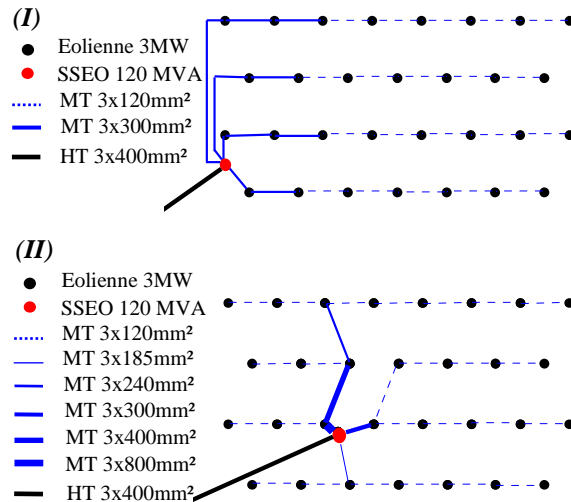 (I)
Eolienne 3MW
SSEO 120 MVA
MT 3x120mm²
MT 3x300mm²
HT 3x400mm²
(II)
Eolienne 3MW
SSEO 120 MVA
MT 3x120mm²
MT 3x185mm²
MT 3x240mm²
MT 3x300mm²
MT 3x400mm²
MT 3x800mm²
HT 3x400mm²